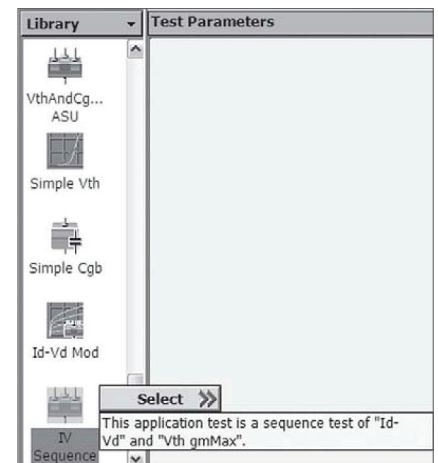 Library
Test Parameters
VthAndCg...
ASU
Simple Vth
Simple Cgb
Id-Vd Mod
Select
This application test is a sequence test of "Id-
Vd" and "Vth gmMax".
IV
Sequence